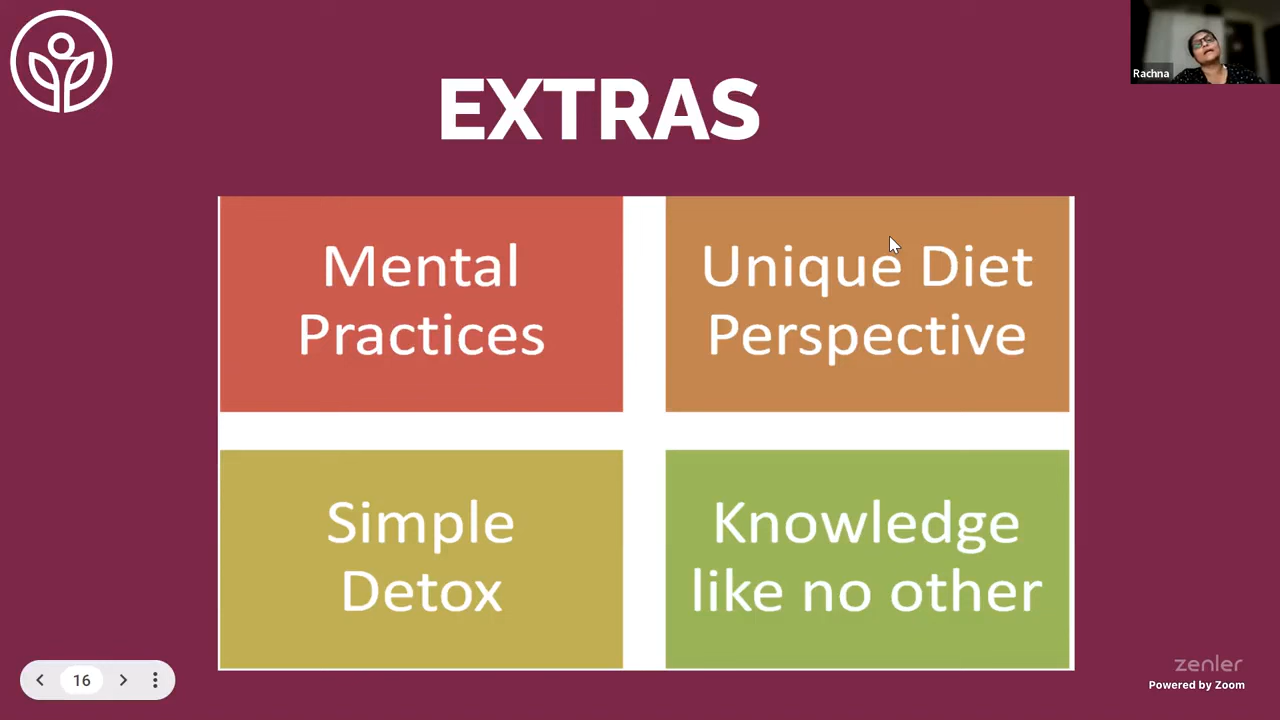 Rachna
EXTRAS
Mental
Practices
Unique Diet
Perspective
Simple
Detox
Knowledge
like no other
16
zenler
Powered by Zoom